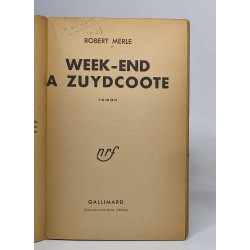 ROBERT MERLE
WEEK-END
A ZUYDCOOTE
roman
nrf
GALLIMARD